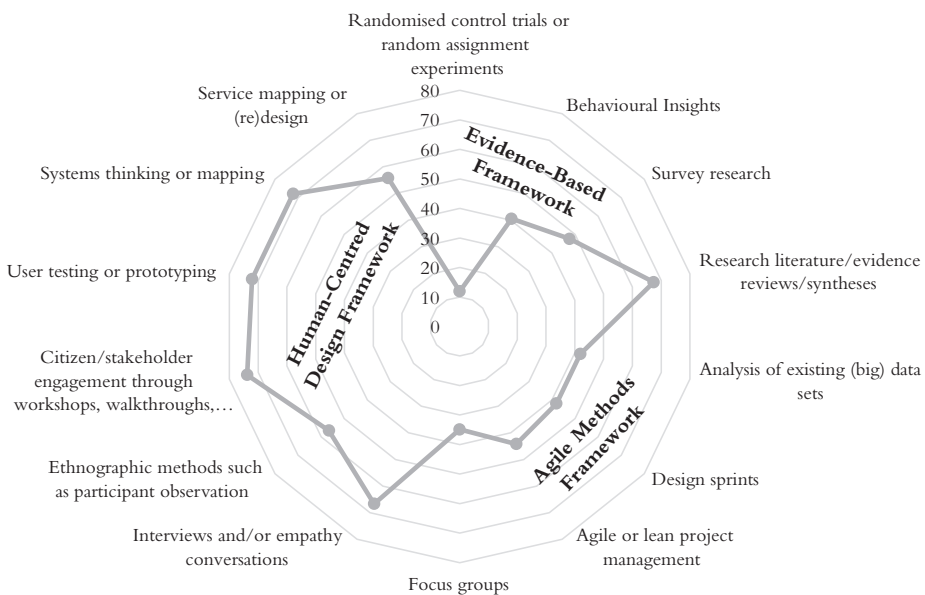 Randomised control trials or
random assignment
experiments
Service mapping or
(re)design
Behavioural Insights
Systems thinking or mapping
Survey research
User testing or prototyping
Research literature/evidence
reviews/syntheses
Citizen/stakeholder
engagement through
workshops, walkthroughs,…
Analysis of existing (big) data
sets
Ethnographic methods such
as participant observation
Design sprints
Interviews and/or empathy
conversations
Agile or lean project
management
Focus groups
80
70
60
50
40
30
20
10
0
Evidence-Based
Framework
Human-Centred
Design Framework
Agile Methods
Framework